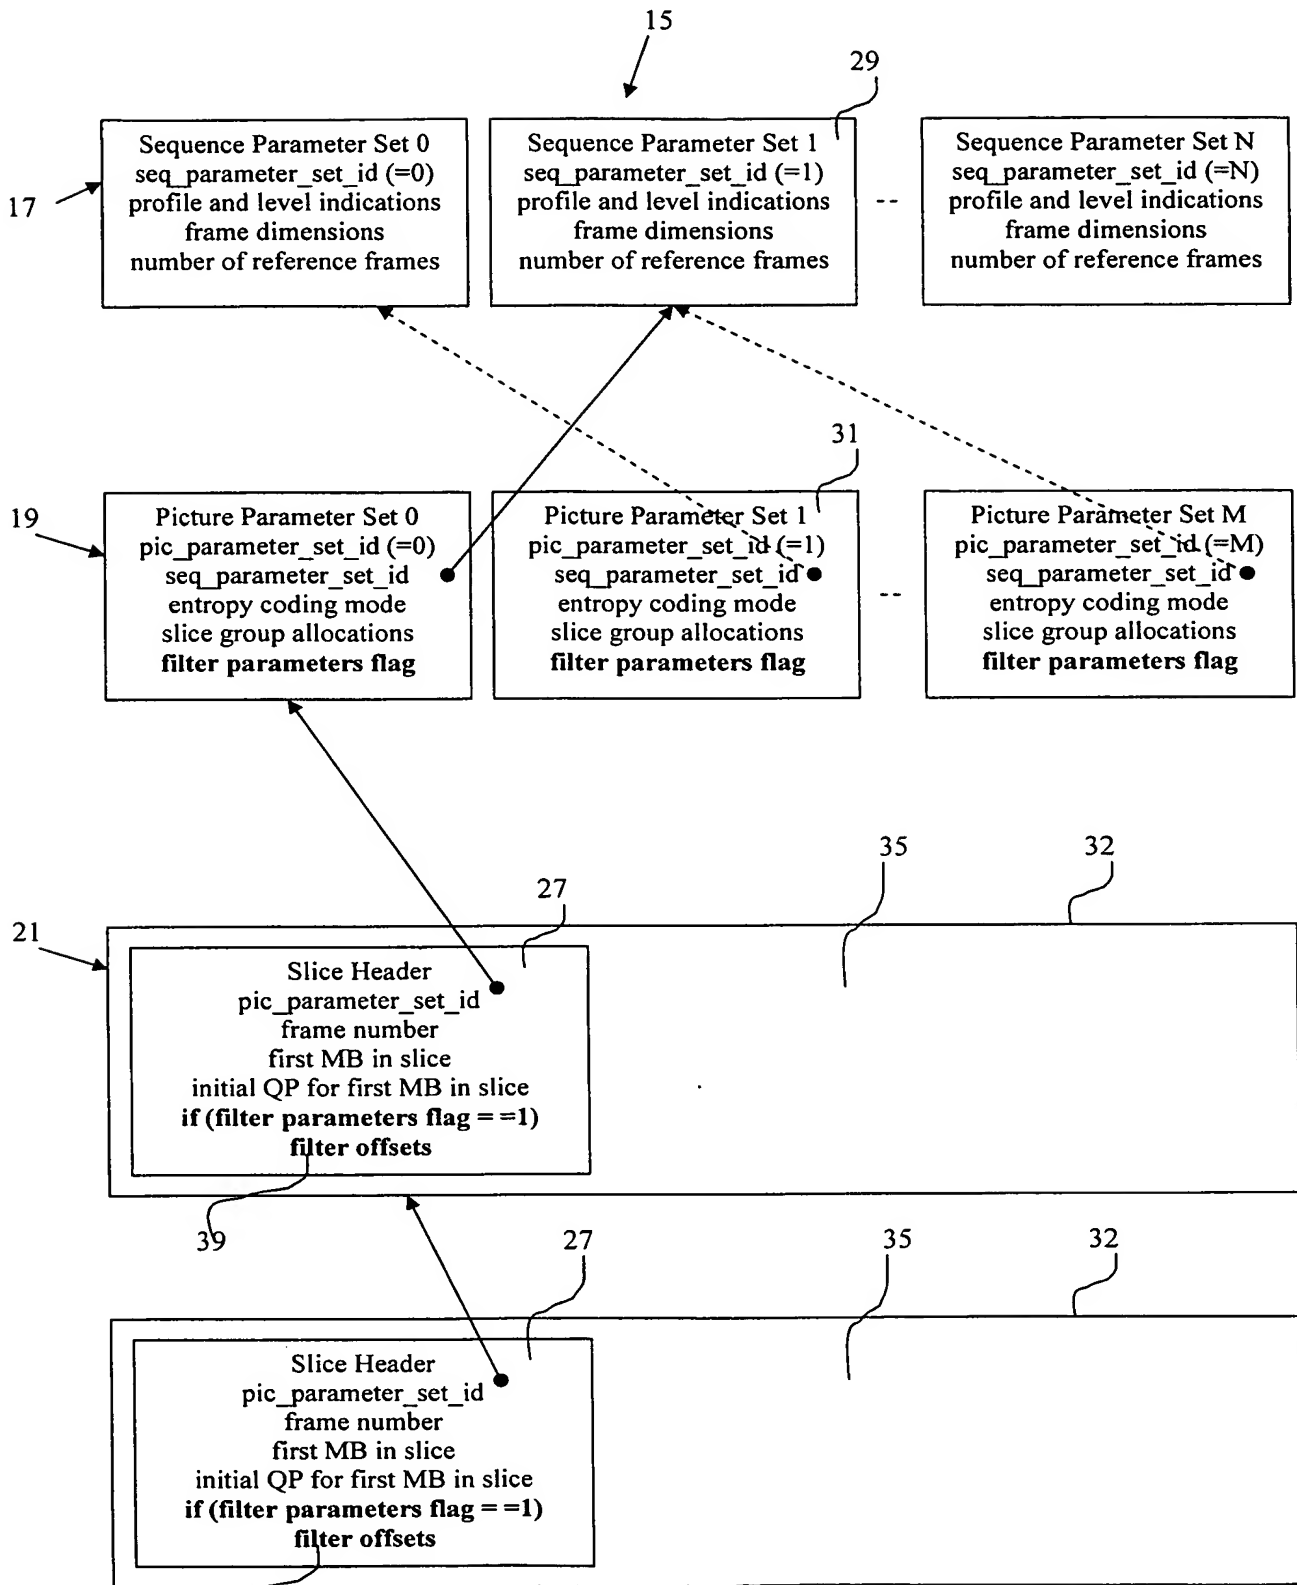 15
29
17
Sequence Parameter Set 0
seq_parameter_set_id (=0)
profile and level indications
frame dimensions
number of reference frames
Sequence Parameter Set 1
seq_parameter_set_id (=1)
profile and level indications
frame dimensions
number of reference frames
--
Sequence Parameter Set N
seq_parameter_set_id (=N)
profile and level indications
frame dimensions
number of reference frames
31
19
Picture Parameter Set 0
pic_parameter_set_id (=0)
seq_parameter_set_id
entropy coding mode
slice group allocations
filter parameters flag
Picture Parameter Set 1
pic_parameter_set_id (=1)
seq_parameter_set_id
entropy coding mode
slice group allocations
filter parameters flag
--
Picture Parameter Set M
pic_parameter_set_id (=M)
seq_parameter_set_id
entropy coding mode
slice group allocations
filter parameters flag
35
32
27
21
Slice Header
pic_parameter_set_id
frame number
first MB in slice
initial QP for first MB in slice
if (filter parameters flag = =1)
filter offsets
39
27
35
32
Slice Header
pic_parameter_set_id
frame number
first MB in slice
initial QP for first MB in slice
if (filter parameters flag = =1)
filter offsets